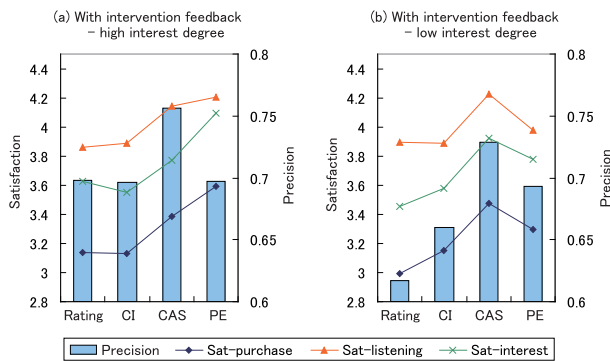 (a) With intervention feedback
- high interest degree
(b) With intervention feedback
- low interest degree
Satisfaction
4.4
4.2
4
3.8
3.6
3.4
3.2
3
2.8
0.8
0.75
0.7
0.65
0.6
Precision
Rating CI CAS PE
Satisfaction
4.4
4.2
4
3.8
3.6
3.4
3.2
3
2.8
0.8
0.75
0.7
0.65
0.6
Precision
Rating CI CAS PE
Precision Sat-purchase Sat-listening Sat-interest